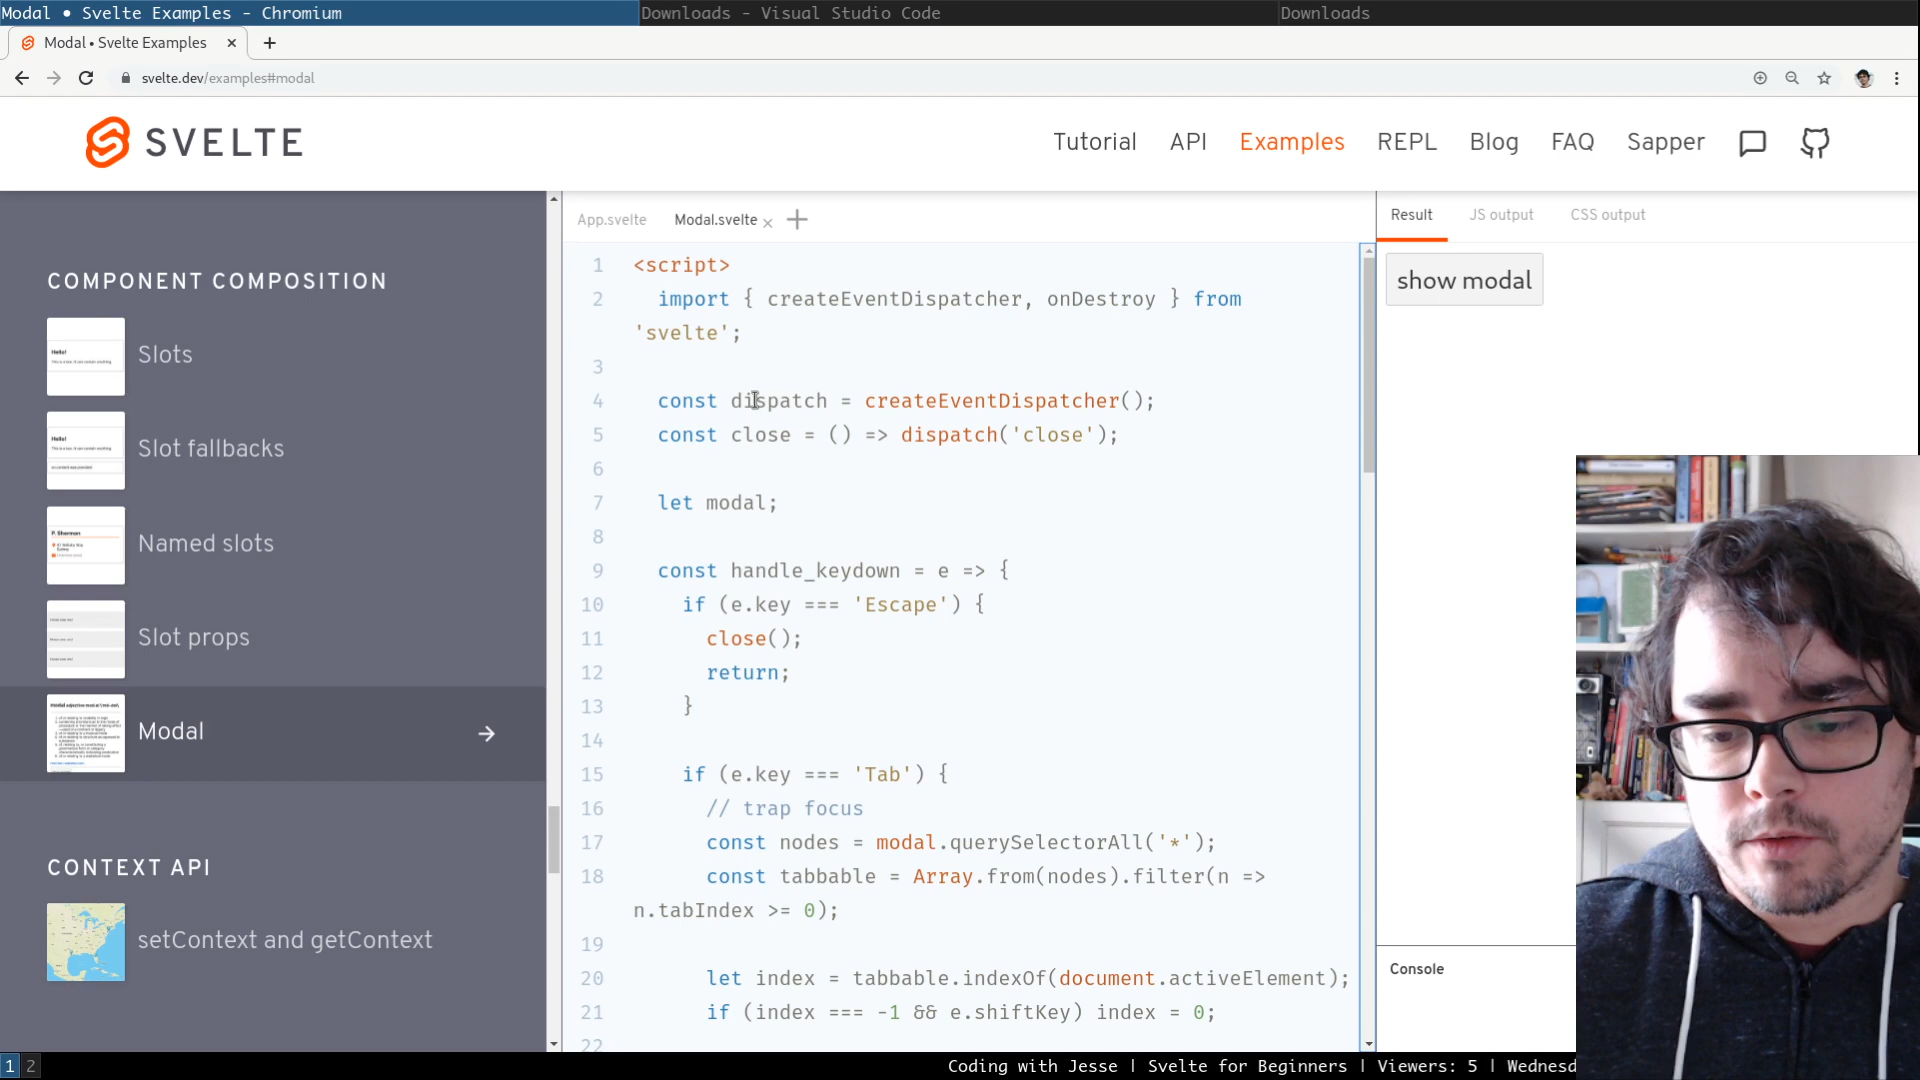 Modal • Svelte Examples - Chromium
Downloads - Visual Studio Code
Downloads
Modal • Svelte Examples
svelte.dev/examples#modal
SVELTE
Tutorial API Examples REPL Blog FAQ Sapper
COMPONENT COMPOSITION
Slots
Slot fallbacks
Named slots
Slot props
Modal
CONTEXT API
setContext and getContext
App.svelte Modal.svelte
1 <script>
2 import { createEventDispatcher, onDestroy } from
'svelte';
3
4 const dispatch = createEventDispatcher();
5 const close = () => dispatch('close');
6
7 let modal;
8
9 const handle_keydown = e => {
10 if (e.key === 'Escape') {
11 close();
12 return;
13 }
14
15 if (e.key === 'Tab') {
16 // trap focus
17 const nodes = modal.querySelectorAll('*');
18 const tabbable = Array.from(nodes).filter(n =>
n.tabIndex >= 0);
19
20 let index = tabbable.indexOf(document.activeElement);
21 if (index === -1 && e.shiftKey) index = 0;
22
Result JS output CSS output
show modal
Console
1 2
Coding with Jesse | Svelte for Beginners | Viewers: 5 | Wednesd